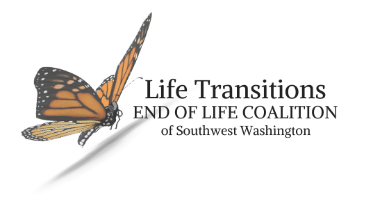 Life Transitions
END OF LIFE COALITION
of Southwest Washington